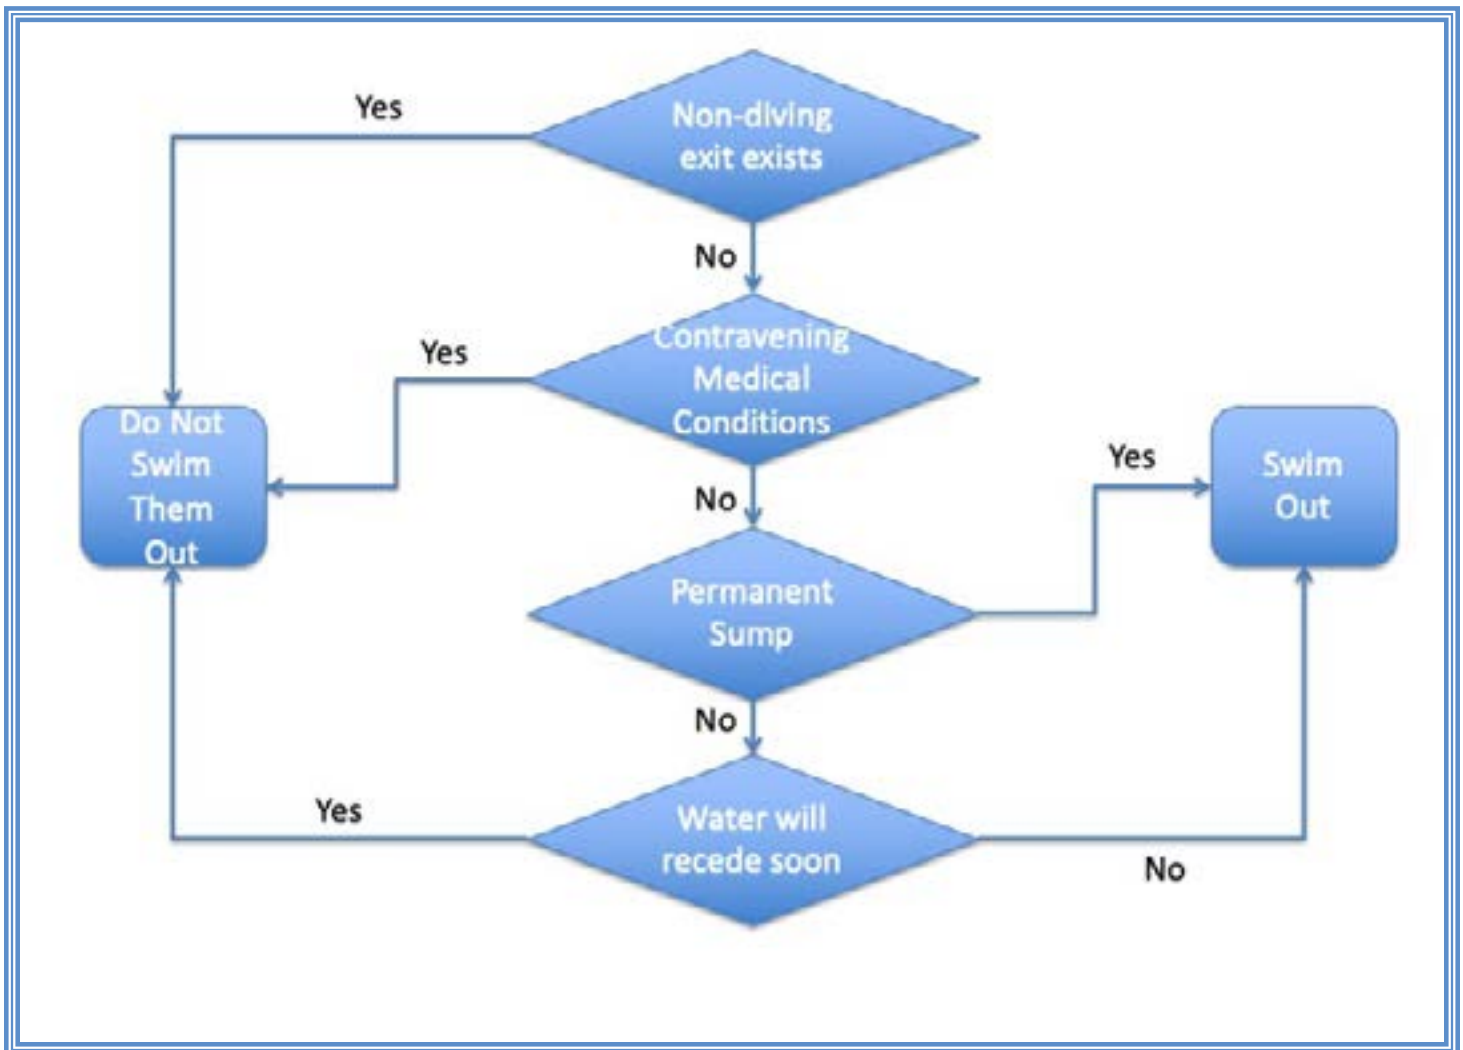 Non-diving
exit exists
Yes
No
Contravening
Medical
Conditions
Yes
No
Do Not
Swim
Them
Out
Permanent
Sump
Yes
Swim
Out
No
Water will
recede soon
Yes
No